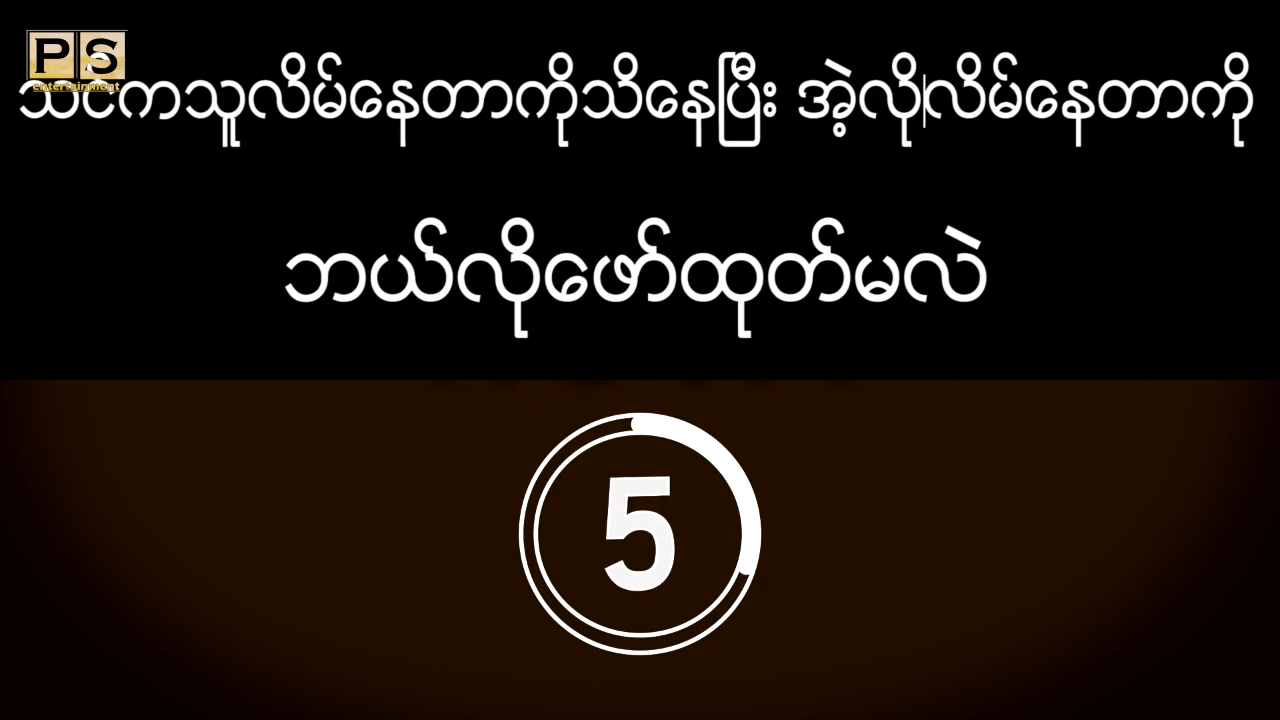 PS
entertainment
သင်ကသူလိမ်နေတာကိုသိနေပြီး အဲ့လိုလိမ်နေတာကို
ဘယ်လိုဖော်ထုတ်မလဲ
5